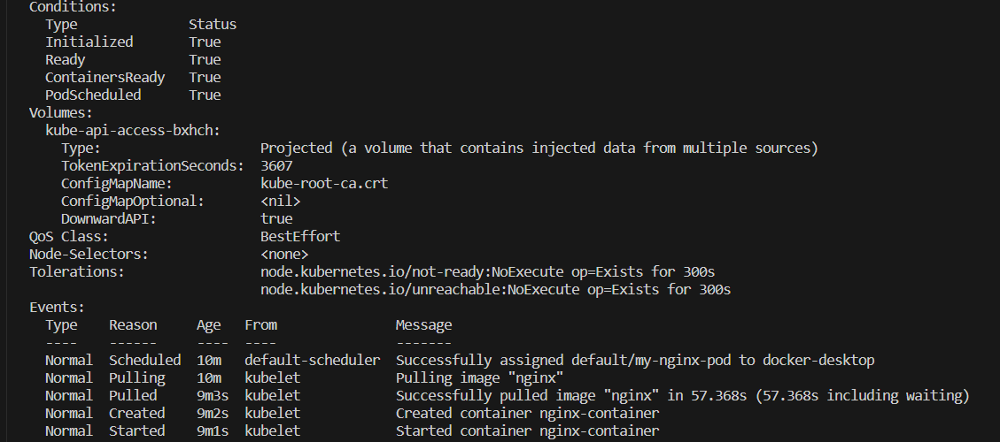 Conditions:
  Type              Status
  Initialized       True
  Ready             True
  ContainersReady   True
  PodScheduled      True
Volumes:
  kube-api-access-bxhch:
    Type:                    Projected (a volume that contains injected data from multiple sources)
    TokenExpirationSeconds:  3607
    ConfigMapName:           kube-root-ca.crt
    ConfigMapOptional:       <nil>
    DownwardAPI:             true
QoS Class:                   BestEffort
Node-Selectors:              <none>
Tolerations:                 node.kubernetes.io/not-ready:NoExecute op=Exists for 300s
                             node.kubernetes.io/unreachable:NoExecute op=Exists for 300s
Events:
  Type    Reason     Age   From               Message
  ----    ------     ----  ----               -------
  Normal  Scheduled  10m   default-scheduler  Successfully assigned default/my-nginx-pod to docker-desktop
  Normal  Pulling    10m   kubelet            Pulling image "nginx"
  Normal  Pulled     9m3s  kubelet            Successfully pulled image "nginx" in 57.368s (57.368s including waiting)
  Normal  Created    9m2s  kubelet            Created container nginx-container
  Normal  Started    9m1s  kubelet            Started container nginx-container